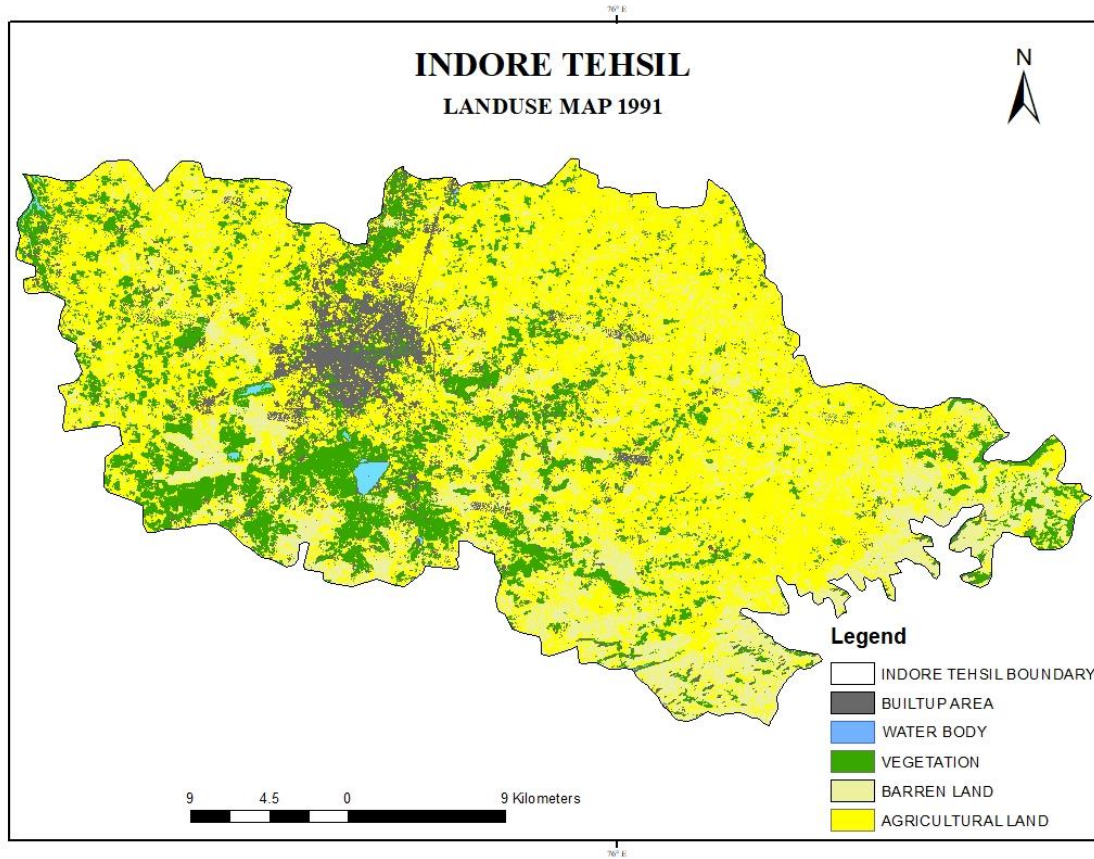 76° E
INDORE TEHSIL
LANDUSE MAP 1991
N
Legend
INDORE TEHSIL BOUNDARY
BUILTUP AREA
WATER BODY
VEGETATION
BARREN LAND
AGRICULTURAL LAND
9 4.5 0 9 Kilometers
76° E